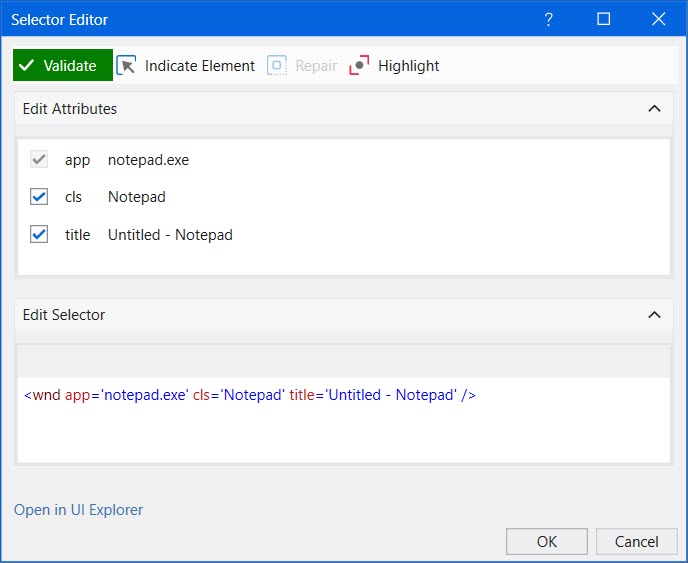 Selector Editor
?
Validate Indicate Element Repair Highlight
Edit Attributes
app notepad.exe
cls Notepad
title Untitled - Notepad
Edit Selector
<wnd app='notepad.exe' cls='Notepad' title='Untitled - Notepad' />
Open in UI Explorer
OK Cancel